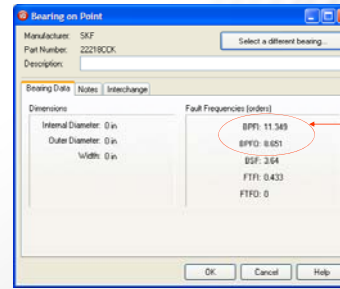 Bearing on Point
Manufacturer: SKF
Part Number: 22218CCK
Description:
Select a different bearing...
Bearing Data Notes Interchange
Dimensions
Internal Diameter: 0 in
Outer Diameter: 0 in
Width: 0 in
Fault Frequencies (orders)
BPFI: 11.349
BPFO: 8.651
BSF: 3.64
FTFI: 0.433
FTFO: 0
OK Cancel Help